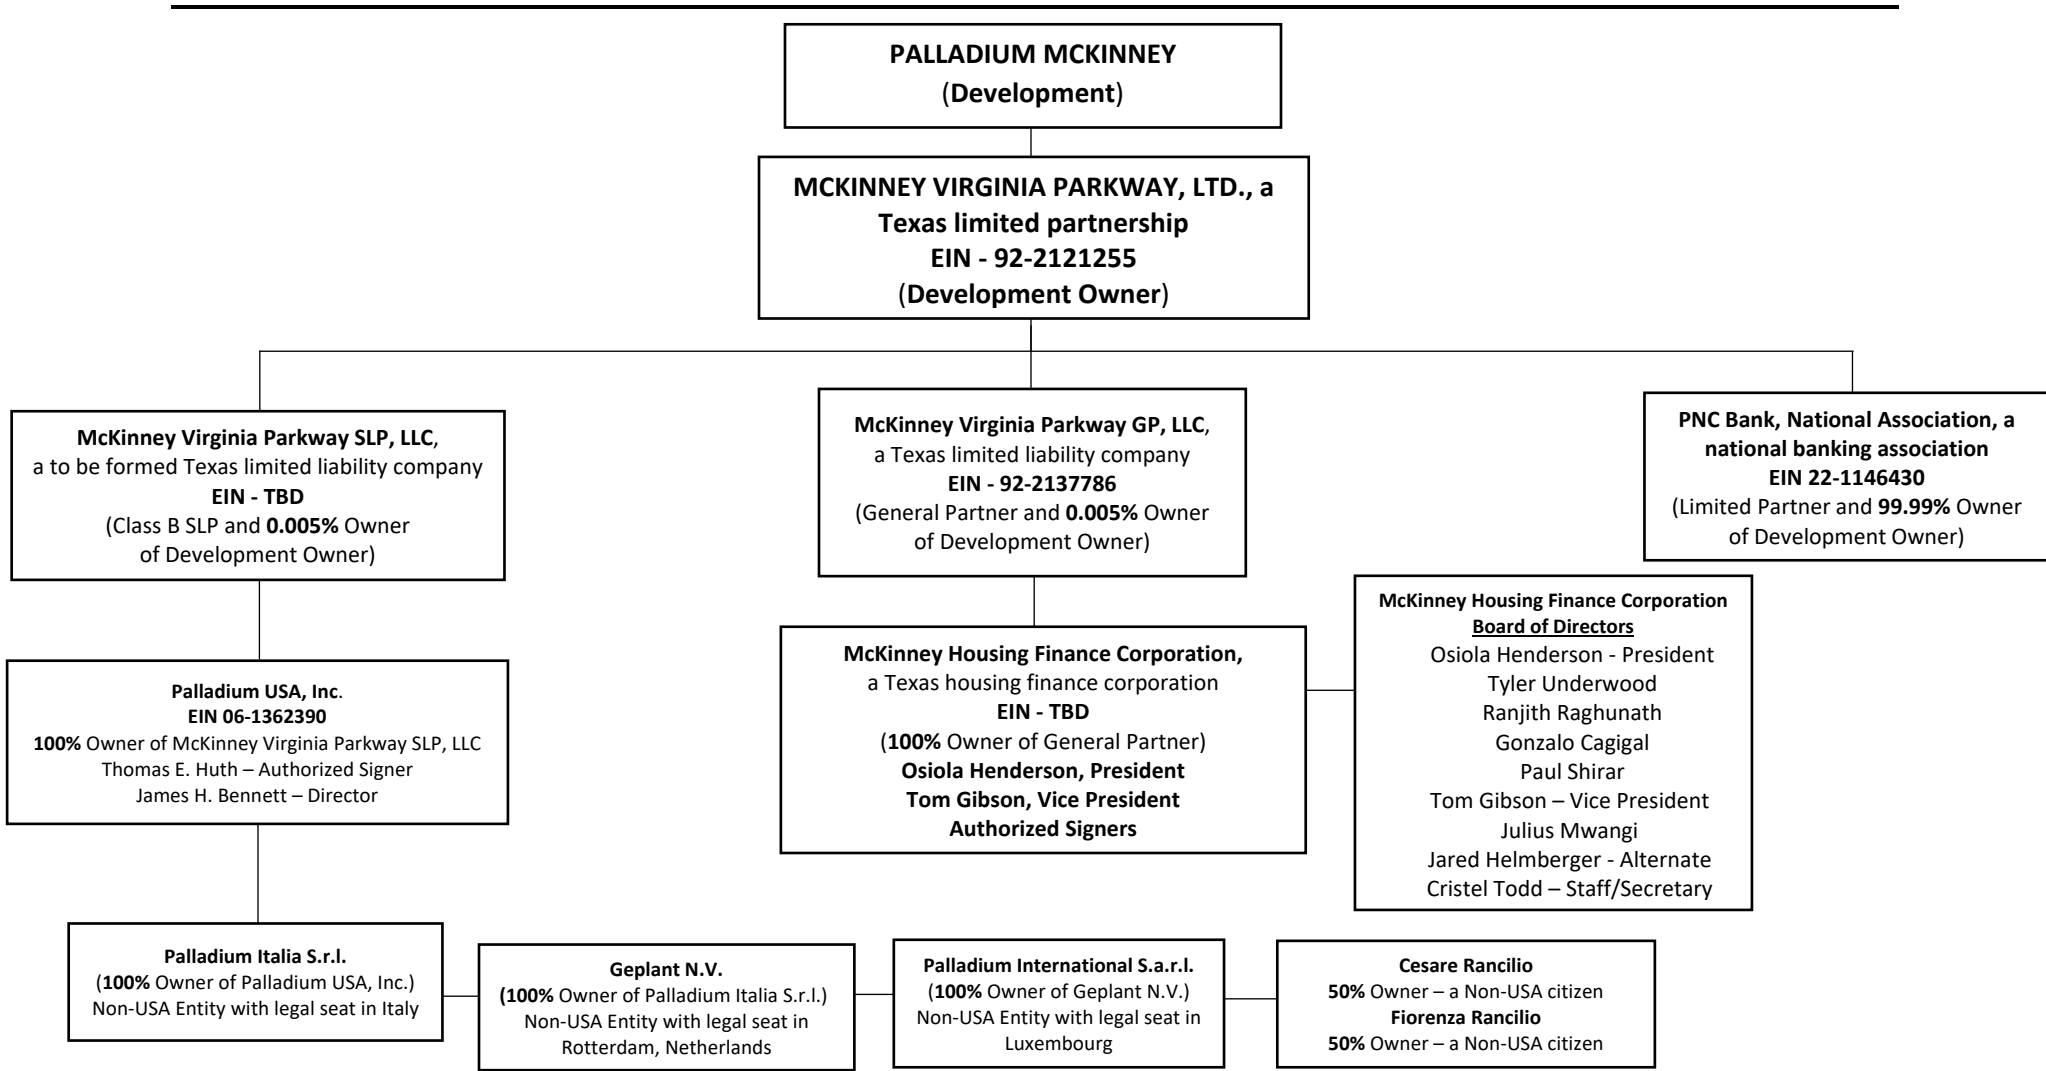 PALLADIUM MCKINNEY
(Development)
MCKINNEY VIRGINIA PARKWAY, LTD., a
Texas limited partnership
EIN - 92-2121255
(Development Owner)
McKinney Virginia Parkway SLP, LLC,
a to be formed Texas limited liability company
EIN - TBD
(Class B SLP and 0.005% Owner
of Development Owner)
McKinney Virginia Parkway GP, LLC,
a Texas limited liability company
EIN - 92-2137786
(General Partner and 0.005% Owner
of Development Owner)
PNC Bank, National Association, a
national banking association
EIN 22-1146430
(Limited Partner and 99.99% Owner
of Development Owner)
Palladium USA, Inc.
EIN 06-1362390
100% Owner of McKinney Virginia Parkway SLP, LLC
Thomas E. Huth – Authorized Signer
James H. Bennett – Director
McKinney Housing Finance Corporation,
a Texas housing finance corporation
EIN - TBD
(100% Owner of General Partner)
Osiola Henderson, President
Tom Gibson, Vice President
Authorized Signers
McKinney Housing Finance Corporation
Board of Directors
Osiola Henderson - President
Tyler Underwood
Ranjith Raghunath
Gonzalo Cagigal
Paul Shirar
Tom Gibson – Vice President
Julius Mwangi
Jared Helmberger - Alternate
Cristel Todd – Staff/Secretary
Palladium Italia S.r.l.
(100% Owner of Palladium USA, Inc.)
Non-USA Entity with legal seat in Italy
Geplant N.V.
(100% Owner of Palladium Italia S.r.l.)
Non-USA Entity with legal seat in
Rotterdam, Netherlands
Palladium International S.a.r.l.
(100% Owner of Geplant N.V.)
Non-USA Entity with legal seat in
Luxembourg
Cesare Rancilio
50% Owner – a Non-USA citizen
Fiorenza Rancilio
50% Owner – a Non-USA citizen